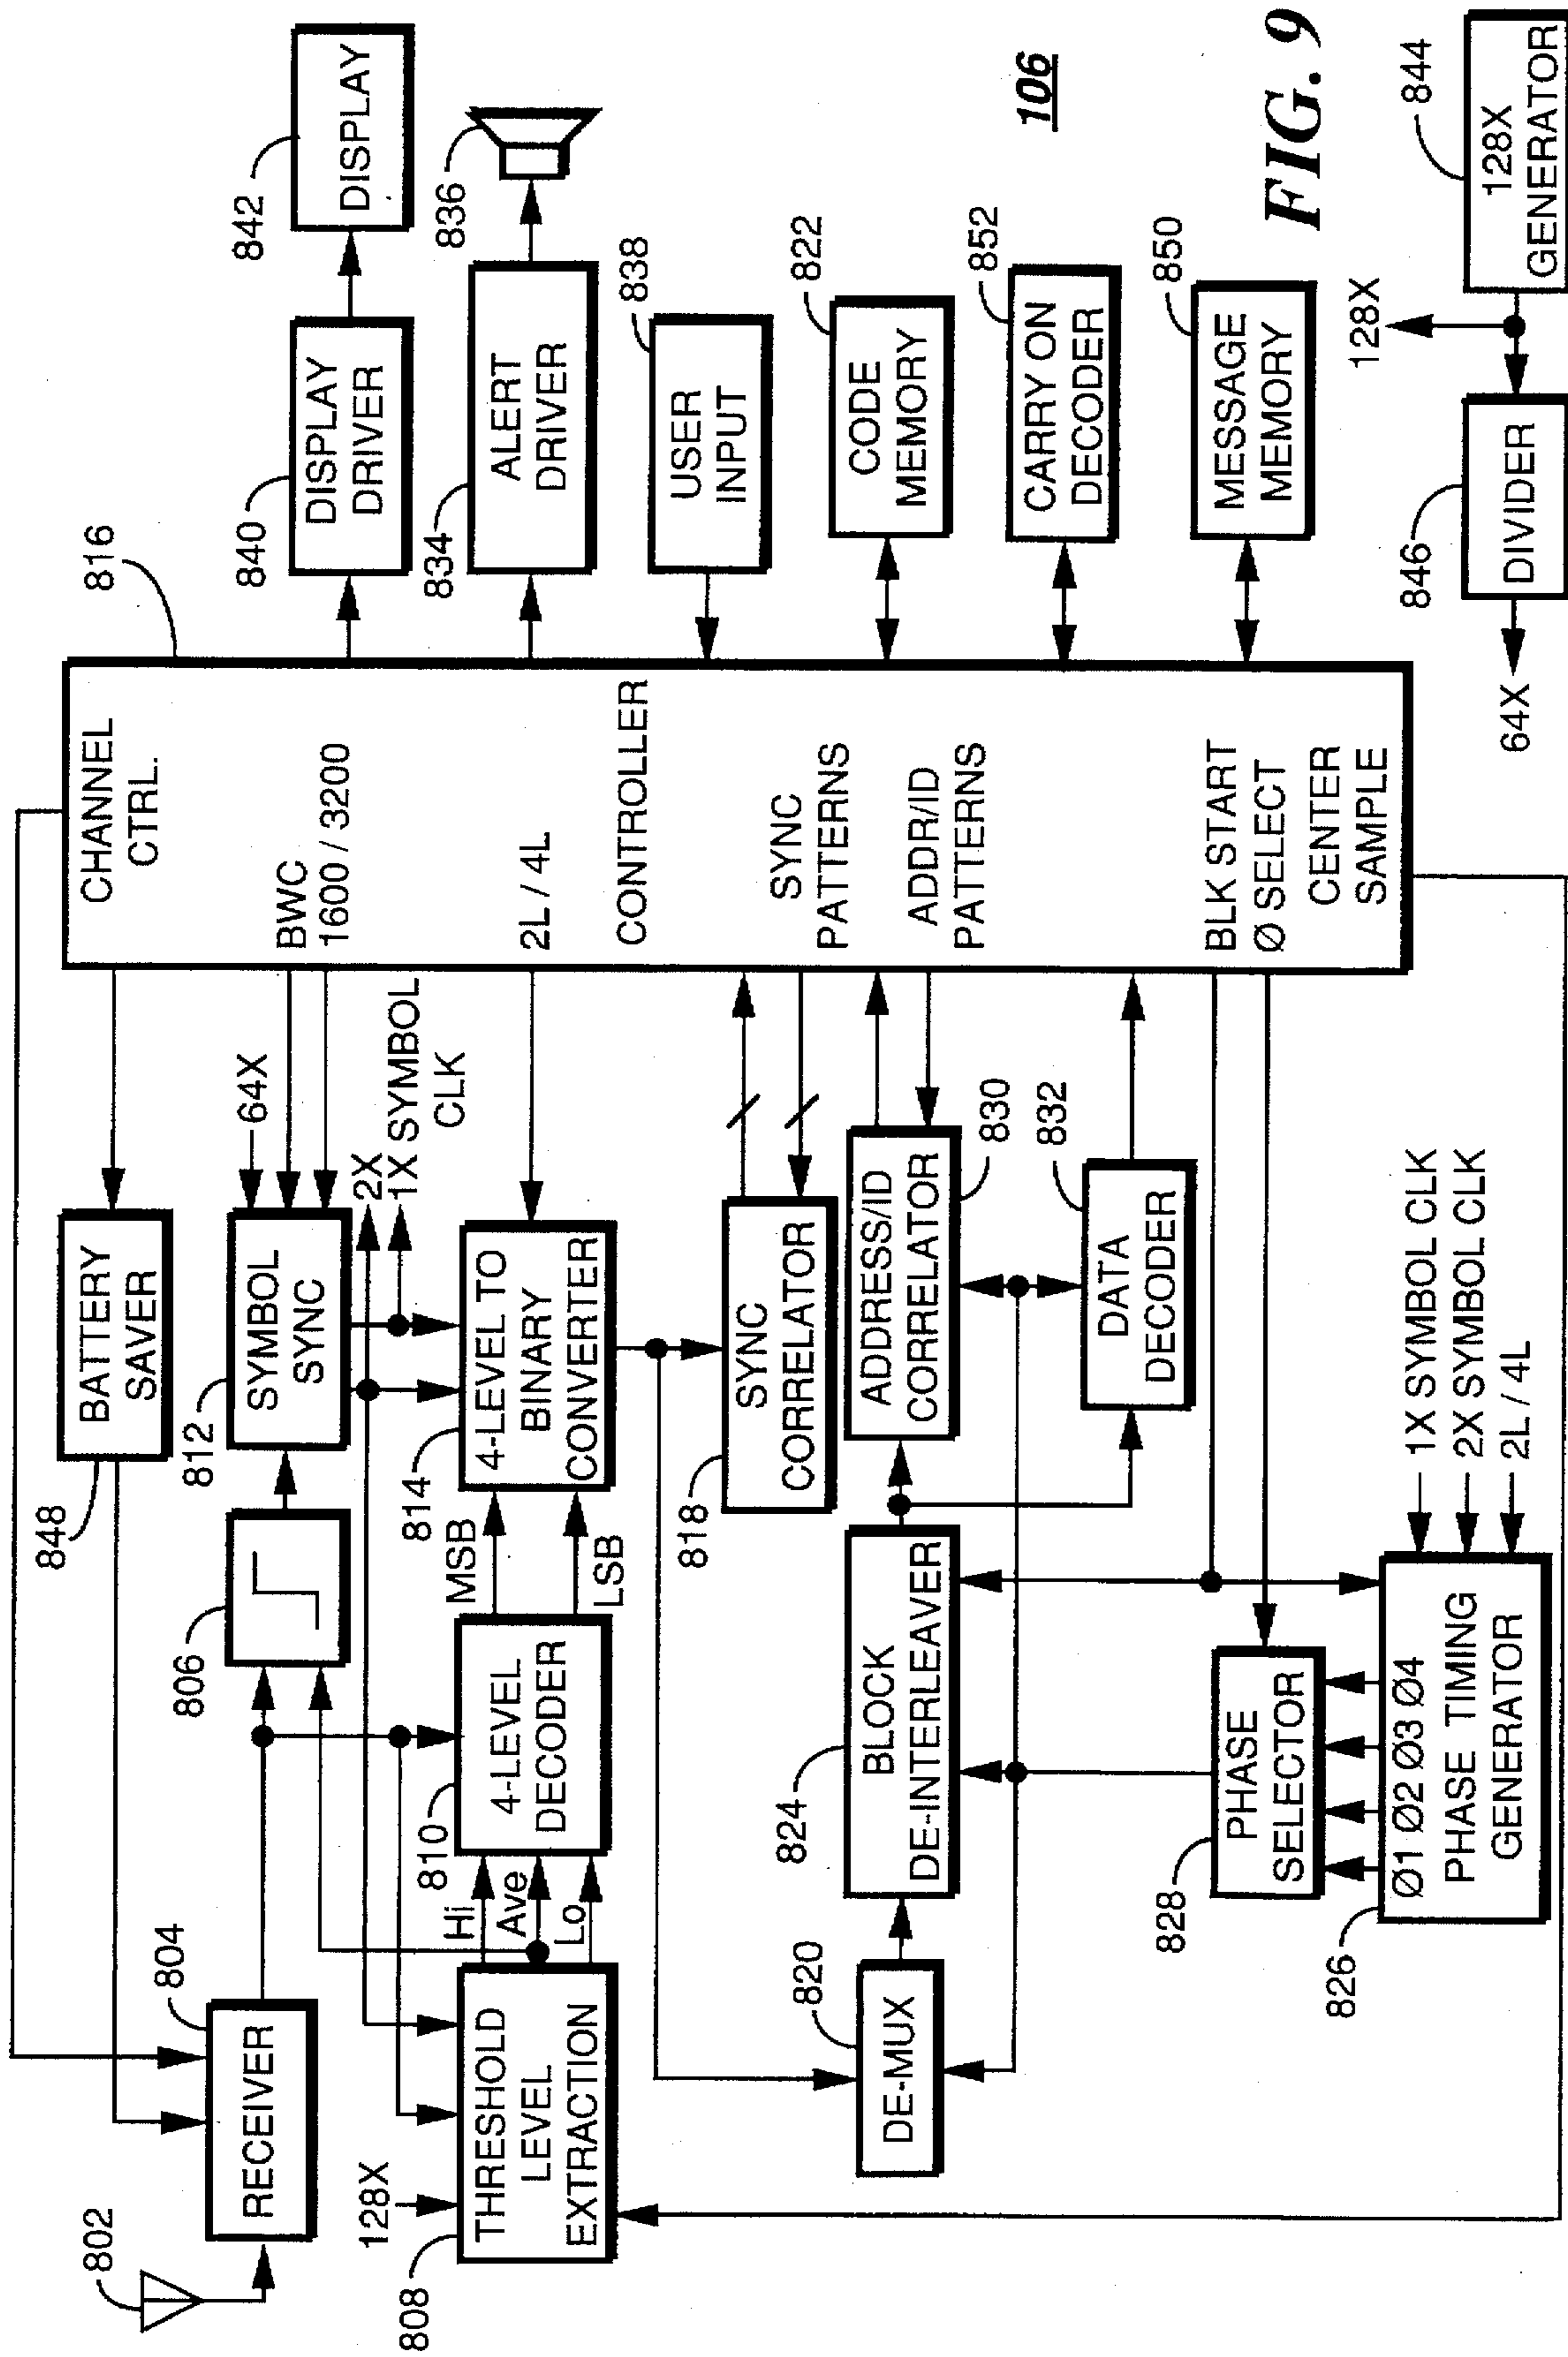 802
804
RECEIVER
848
BATTERY
SAVER
806
812
SYMBOL
SYNC
64X
2X
1X SYMBOL
CLK
128X
808
THRESHOLD
LEVEL
EXTRACTION
Hi
Ave
Lo
810
4-LEVEL
DECODER
MSB
LSB
814
4-LEVEL TO
BINARY
CONVERTER
818
SYNC
CORRELATOR
820
DE-MUX
824
BLOCK
DE-INTERLEAVER
ADDRESS/ID
CORRELATOR
830
832
DATA
DECODER
828
PHASE
SELECTOR
826
Ø1 Ø2 Ø3 Ø4
PHASE TIMING
GENERATOR
1X SYMBOL CLK
2X SYMBOL CLK
2L / 4L
816
CHANNEL
CTRL.
BWC
1600 / 3200
2L / 4L
CONTROLLER
SYNC
PATTERNS
ADDR/ID
PATTERNS
BLK START
Ø SELECT
CENTER
SAMPLE
840
DISPLAY
DRIVER
842
DISPLAY
834
ALERT
DRIVER
836
838
USER
INPUT
822
CODE
MEMORY
852
CARRY ON
DECODER
850
MESSAGE
MEMORY
106
FIG. 9
64X
846
DIVIDER
128X
844
128X
GENERATOR